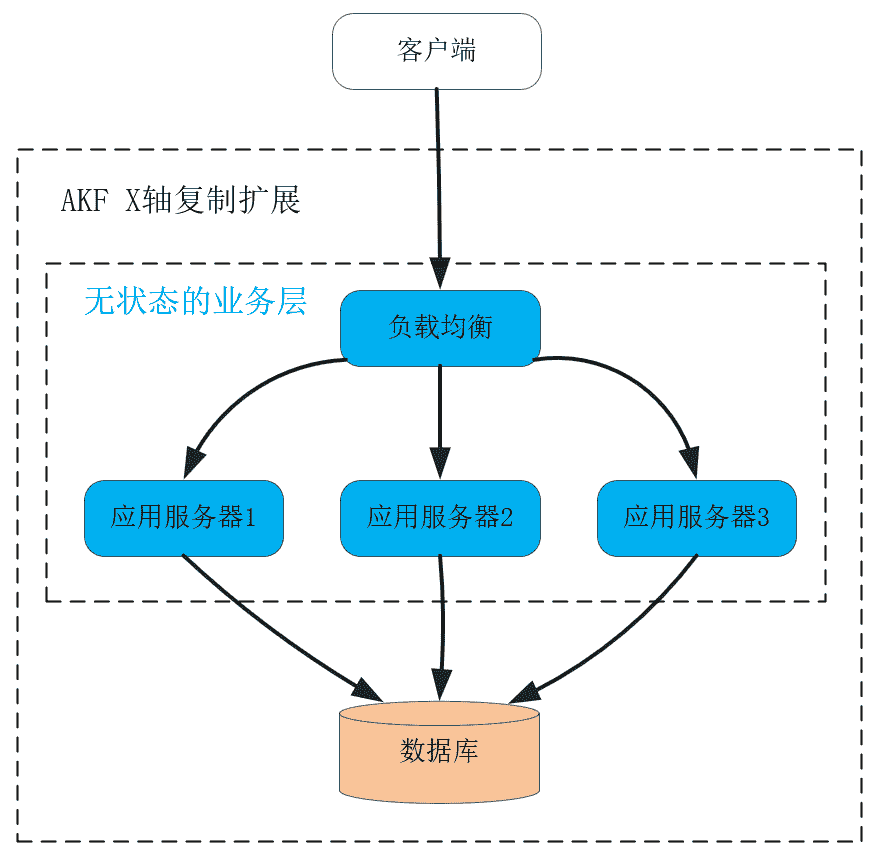 客户端
AKF X轴复制扩展
无状态的业务层
负载均衡
应用服务器1
应用服务器2
应用服务器3
数据库